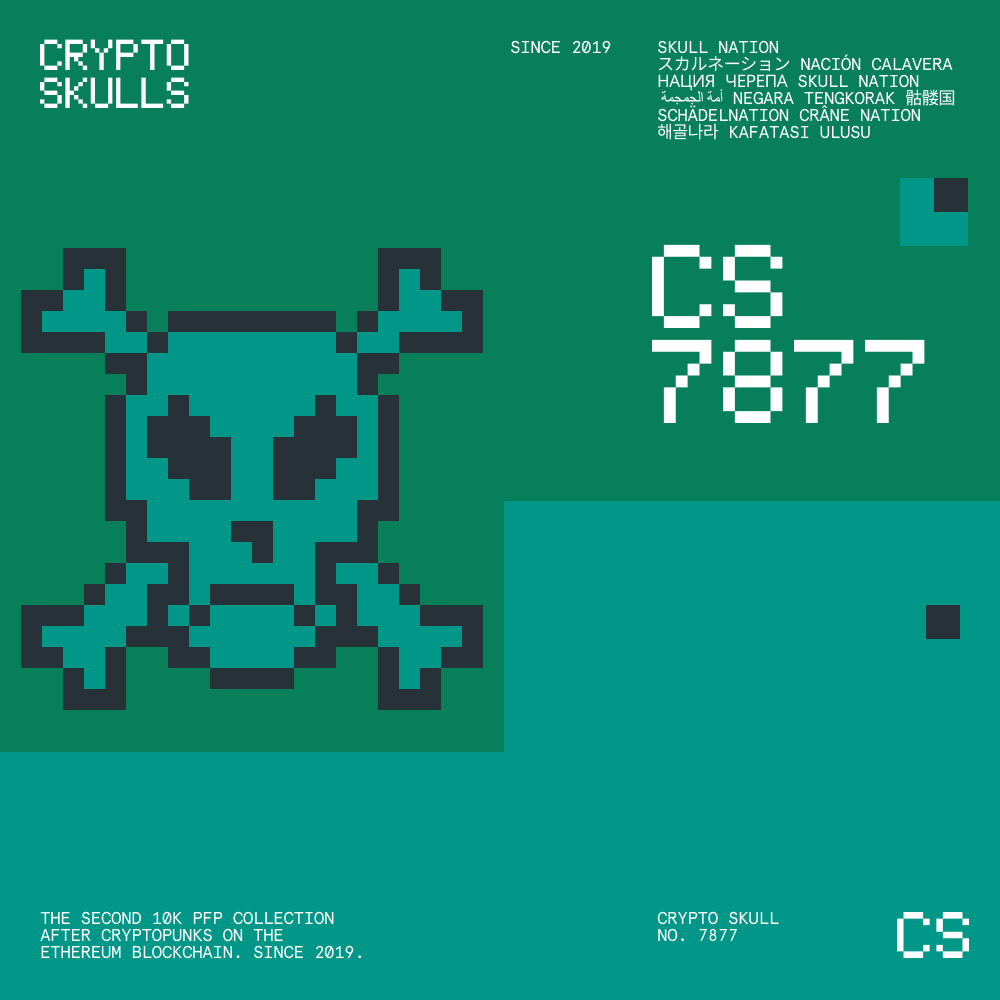 CRYPTO
SKULLS
SINCE 2019
SKULL NATION
スカルネーション NACIÓN CALAVERA
НАЦИЯ ЧЕРЕПА SKULL NATION
أمة الجمجمة NEGARA TENGKORAK 骷髅国
SCHÄDELNATION CRÂNE NATION
해골나라 KAFATASI ULUSU
CS
7877
THE SECOND 10K PFP COLLECTION
AFTER CRYPTOPUNKS ON THE
ETHEREUM BLOCKCHAIN. SINCE 2019.
CRYPTO SKULL
NO. 7877
CS